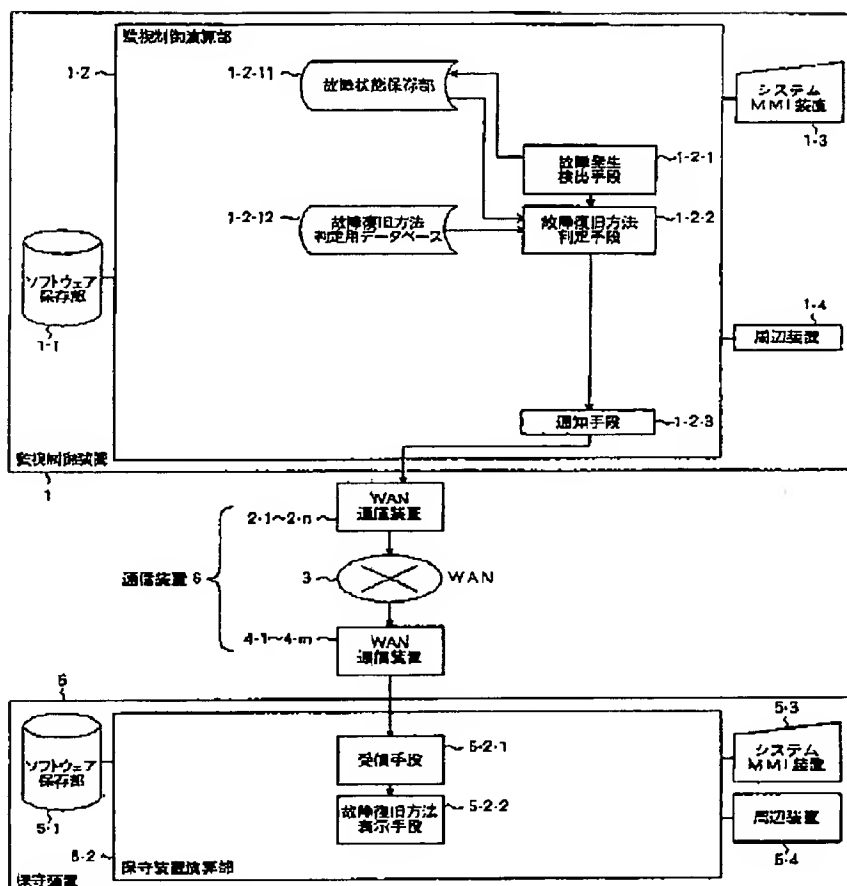 監視制御演算部
1-2
1-2-11
故障状態保存部
システム
MMI装置
1-3
故障発生
検出手段
1-2-1
1-2-12
故障復旧方法
判定用データベース
故障復旧方法
判定手段
1-2-2
ソフトウェア
保存部
1-1
1-4
周辺装置
通知手段
1-2-3
監視制御装置
1
WAN
通信装置
2-1~2-n
通信装置 6
3
WAN
4-1~4-m
WAN
通信装置
5
ソフトウェア
保存部
5-1
受信手段
5-2-1
5-3
システム
MMI装置
故障復旧方法
表示手段
5-2-2
周辺装置
5-4
5-2
保守装置演算部
保守装置